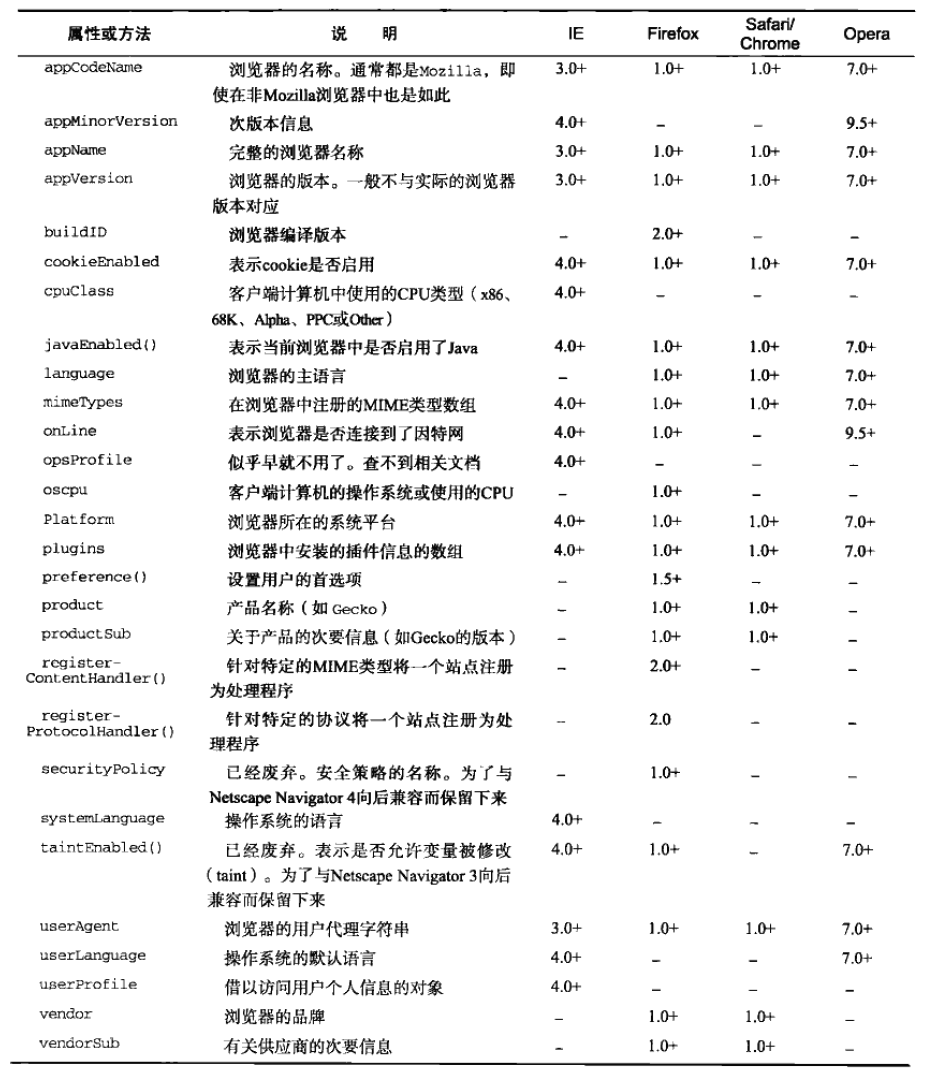 属性或方法 说 明 IE Firefox Safari/ Opera
Chrome
appCodeName 浏览器的名称。通常都是Mozilla，即 3.0+ 1.0+ 1.0+ 7.0+
使在非Mozilla浏览器中也是如此
appMinorVersion 次版本信息 4.0+ – – 9.5+
appName 完整的浏览器名称 3.0+ 1.0+ 1.0+ 7.0+
appVersion 浏览器的版本。一般不与实际的浏览器 3.0+ 1.0+ 1.0+ 7.0+
版本对应
buildID 浏览器编译版本 – 2.0+ – –
cookieEnabled 表示cookie是否启用 4.0+ 1.0+ 1.0+ 7.0+
cpuClass 客户端计算机中使用的CPU类型（x86、 4.0+ – – –
68K、Alpha、PPC或Other）
javaEnabled() 表示当前浏览器中是否启用了Java 4.0+ 1.0+ 1.0+ 7.0+
language 浏览器的主语言 – 1.0+ 1.0+ 7.0+
mimeTypes 在浏览器中注册的MIME类型数组 4.0+ 1.0+ 1.0+ 7.0+
onLine 表示浏览器是否连接到了因特网 4.0+ 1.0+ – 9.5+
opsProfile 似乎早就不用了。查不到相关文档 4.0+ – – –
oscpu 客户端计算机的操作系统或使用的CPU – 1.0+ – –
Platform 浏览器所在的系统平台 4.0+ 1.0+ 1.0+ 7.0+
plugins 浏览器中安装的插件信息的数组 4.0+ 1.0+ 1.0+ 7.0+
preference() 设置用户的首选项 – 1.5+ – –
product 产品名称（如 Gecko） – 1.0+ 1.0+ –
productSub 关于产品的次要信息（如Gecko的版本） – 1.0+ 1.0+ –
register- 针对特定的MIME类型将一个站点注册 – 2.0+ – –
ContentHandler() 为处理程序
register- 针对特定的协议将一个站点注册为处 – 2.0 – –
ProtocolHandler() 理程序
securityPolicy 已经废弃。安全策略的名称。为了与 – 1.0+ – –
Netscape Navigator 4向后兼容而保留下来
systemLanguage 操作系统的语言 4.0+ – – –
taintEnabled() 已经废弃。表示是否允许变量被修改 4.0+ 1.0+ – 7.0+
（taint）。为了与Netscape Navigator 3向后
兼容而保留下来
userAgent 浏览器的用户代理字符串 3.0+ 1.0+ 1.0+ 7.0+
userLanguage 操作系统的默认语言 4.0+ – – 7.0+
userProfile 借以访问用户个人信息的对象 4.0+ – – –
vendor 浏览器的品牌 – 1.0+ 1.0+ –
vendorSub 有关供应商的次要信息 – 1.0+ 1.0+ –